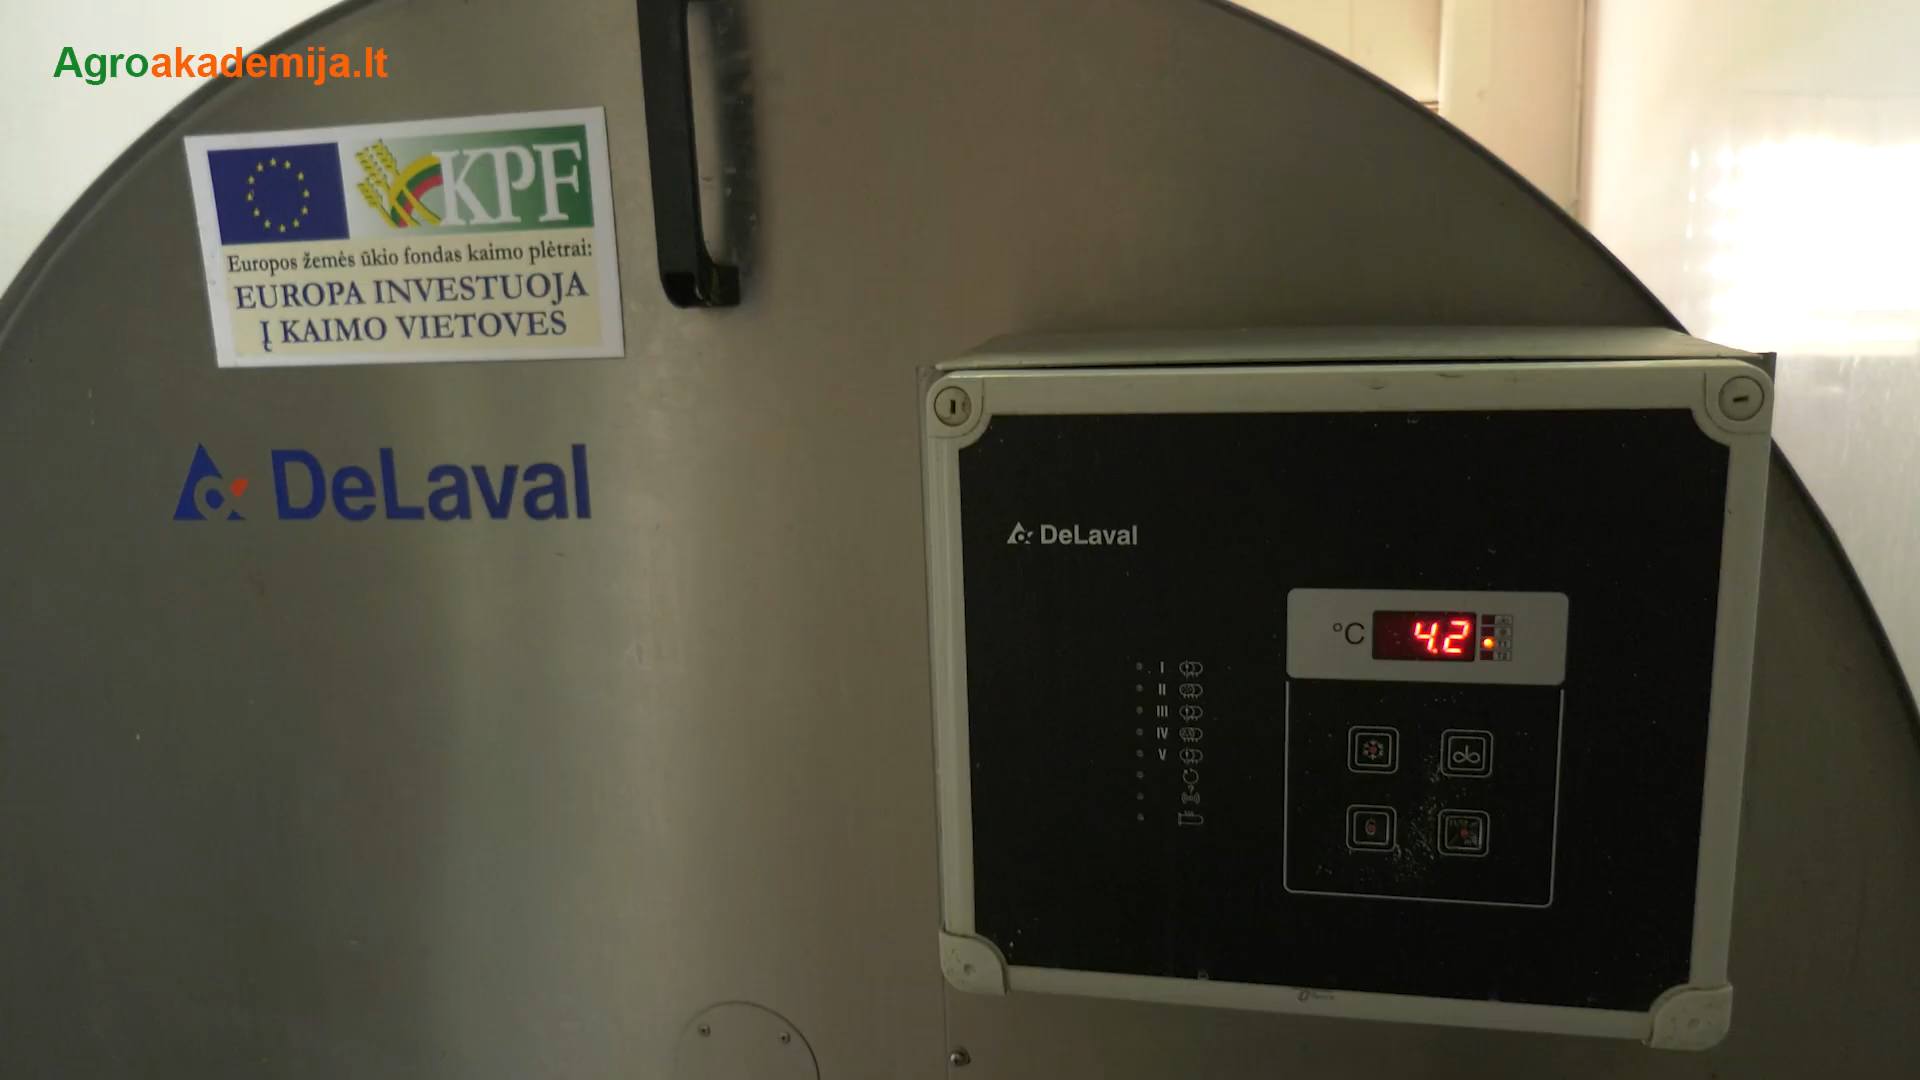 Agroakademija.lt
KPF
Europos žemės ūkio fondas kaimo plėtrai:
EUROPA INVESTUOJA
Į KAIMO VIETOVES
DeLaval
DeLaval
°C 4.2
I
II
III
IV
V